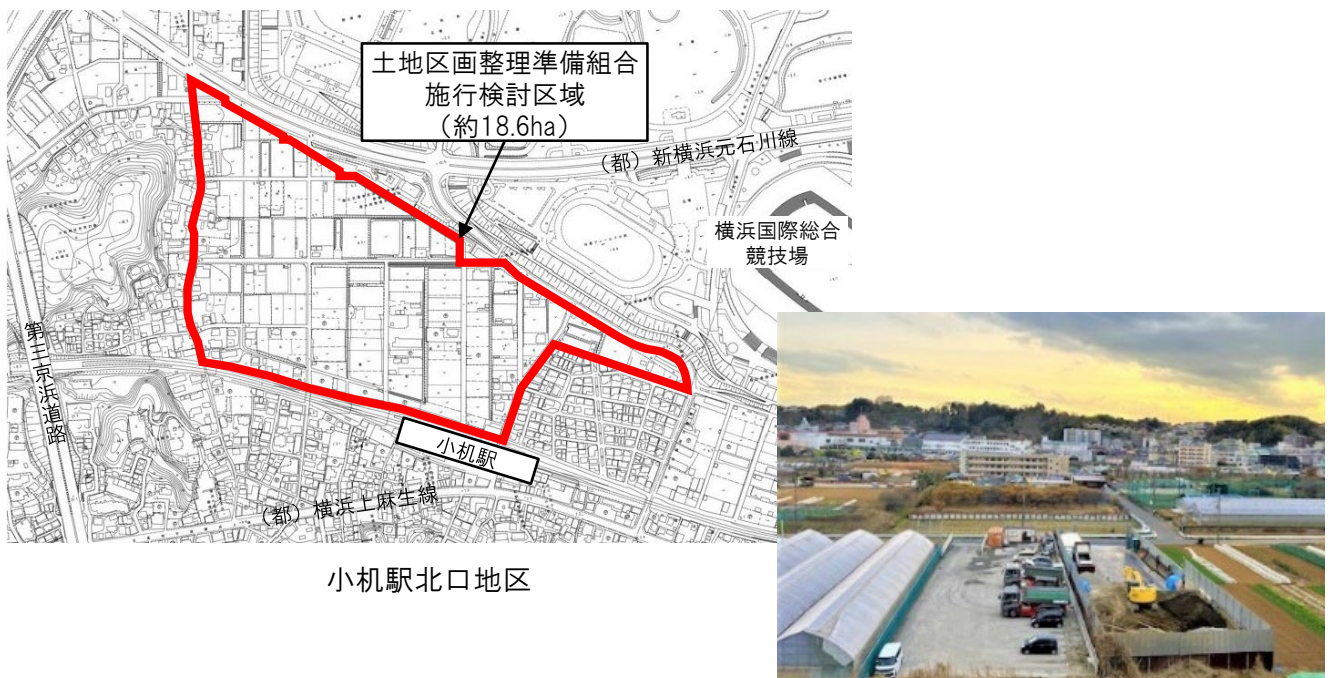 土地区画整理準備組合
施行検討区域
（約18.6ha）
（都）新横浜元石川線
横浜国際総合
競技場
第三京浜道路
小机駅
（都）横浜上麻生線
小机駅北口地区